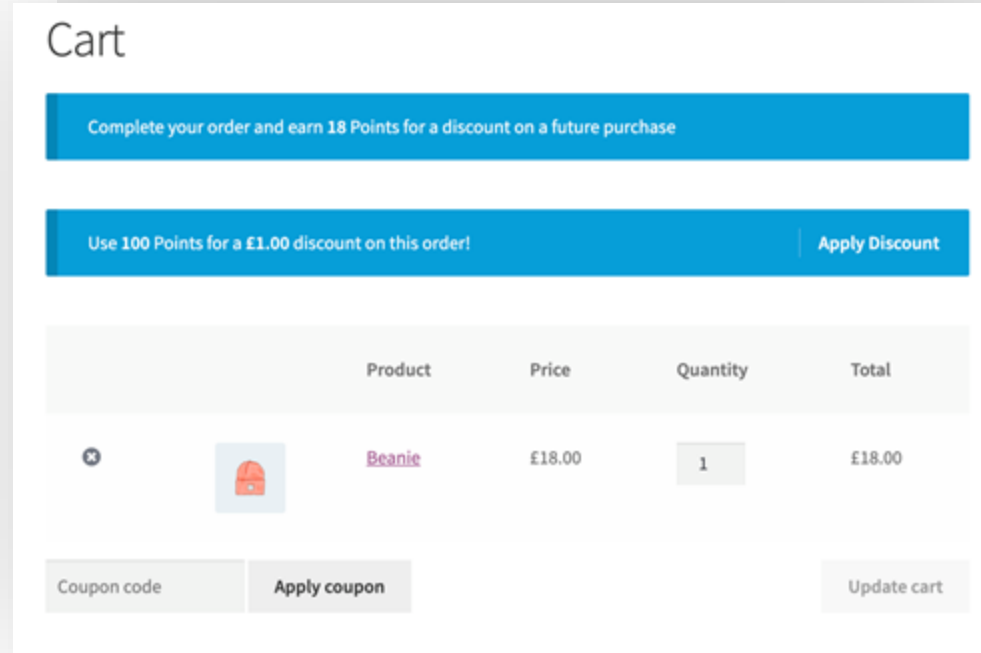 Cart
Complete your order and earn 18 Points for a discount on a future purchase
Use 100 Points for a £1.00 discount on this order! Apply Discount
Product Price Quantity Total
Beanie £18.00 1 £18.00
Coupon code Apply coupon Update cart